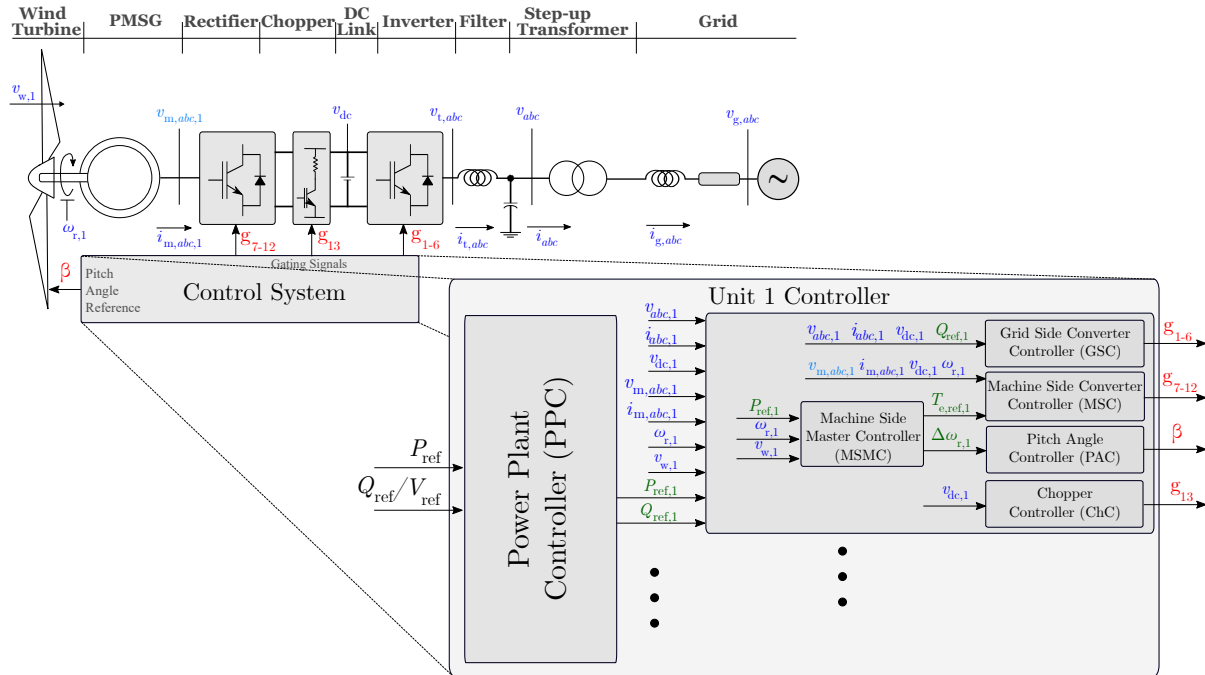 Wind
Turbine
PMSG
Rectifier
Chopper
DC
Link
Inverter
Filter
Step-up
Transformer
Grid
v_w,1
v_m,abc,1
v_dc
v_t,abc
v_abc
v_g,abc
~
ω_r,1
i_m,abc,1
g_7-12
g_13
g_1-6
i_t,abc
i_abc
i_g,abc
β
Gating Signals
Pitch
Angle
Reference
Control System
Unit 1 Controller
P_ref
Q_ref/V_ref
Power Plant
Controller (PPC)
v_abc,1
i_abc,1
v_dc,1
v_m,abc,1
i_m,abc,1
ω_r,1
v_w,1
P_ref,1
Q_ref,1
v_abc,1 i_abc,1 v_dc,1 Q_ref,1
Grid Side Converter
Controller (GSC)
g_1-6
v_m,abc,1 i_m,abc,1 v_dc,1 ω_r,1
Machine Side Converter
Controller (MSC)
g_7-12
P_ref,1
ω_r,1
v_w,1
Machine Side
Master Controller
(MSMC)
T_e,ref,1
Δω_r,1
Pitch Angle
Controller (PAC)
β
v_dc,1
Chopper
Controller (ChC)
g_13